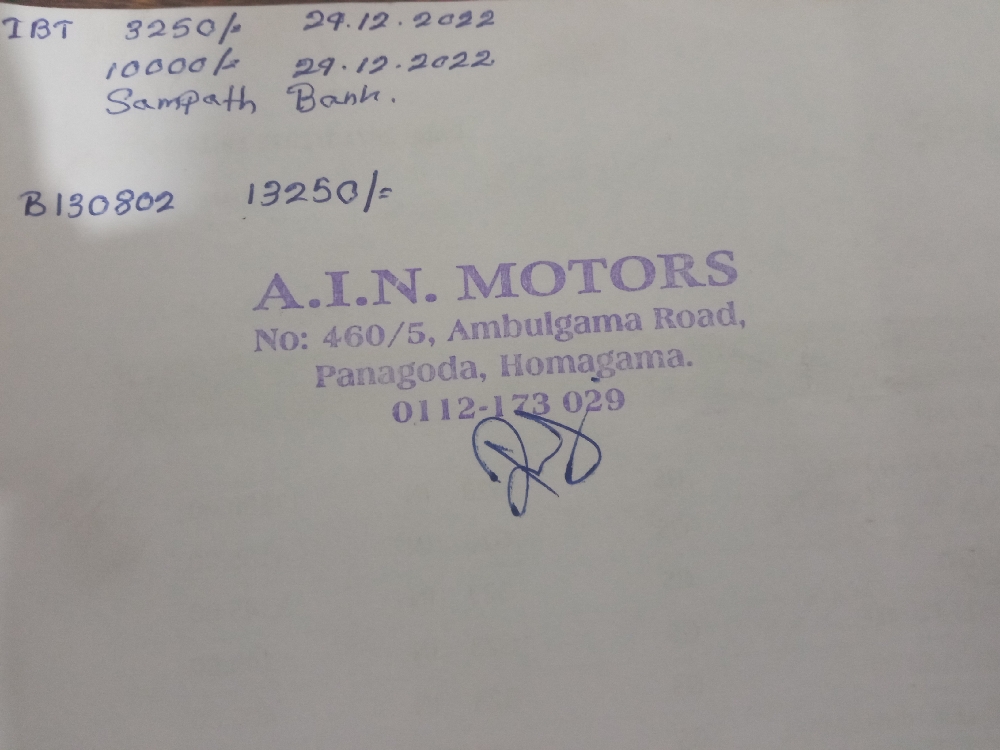 IBT 3250/= 29.12.2022
10000/= 29.12.2022
Sampath Bank.
B130802 13250/=
A.I.N. MOTORS
No: 460/5, Ambulgama Road,
Panagoda, Homagama.
0112-173 029